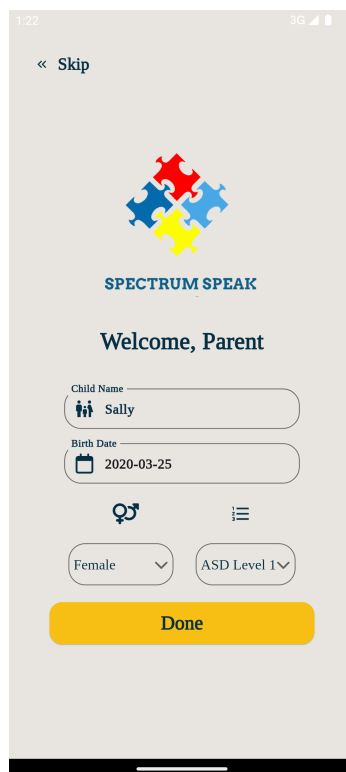 1:22 3G
« Skip
SPECTRUM SPEAK
Welcome, Parent
Child Name
Sally
Birth Date
2020-03-25
Female ASD Level 1
Done